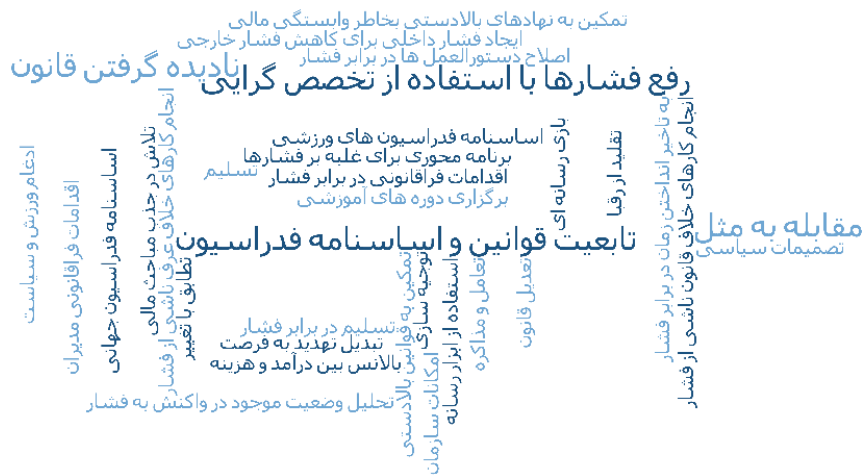 تمکین به نهادهای بالادستی بخاطر وابستگی مالی
ایجاد فشار داخلی برای کاهش فشار خارجی
اصلاح دستورالعمل ها در برابر فشار
نادیده گرفتن قانون
رفع فشارها با استفاده از تخصص گرایی
اساسنامه فدراسیون های ورزشی
برنامه محوری برای غلبه بر فشارها
تسلیم
اقدامات فراقانونی در برابر فشار
برگزاری دوره های آموزشی
بازی رسانه ای
تقلید از رقبا
به تاخیر انداختن زمان در برابر فشار
انجام کارهای خلاف قانون ناشی از فشار
مقابله به مثل
تصمیمات سیاسی
تابعیت قوانین و اساسنامه فدراسیون
انجام کارهای خلاف عرف ناشی از فشار
تلاش در جذب مباحث مالی
تطابق با تغییر
اساسنامه فدراسیون جهانی
اقدامات فراقانونی مدیران
ادغام ورزش و سیاست
تعدیل قانون
تعامل و مذاکره
استفاده از ابزار رسانه
توجیه سازی
امکانات سازمان
تمکین به قوانین بالادستی
تسلیم در برابر فشار
تبدیل تهدید به فرصت
بالانس بین درآمد و هزینه
تحلیل وضعیت موجود در واکنش به فشار